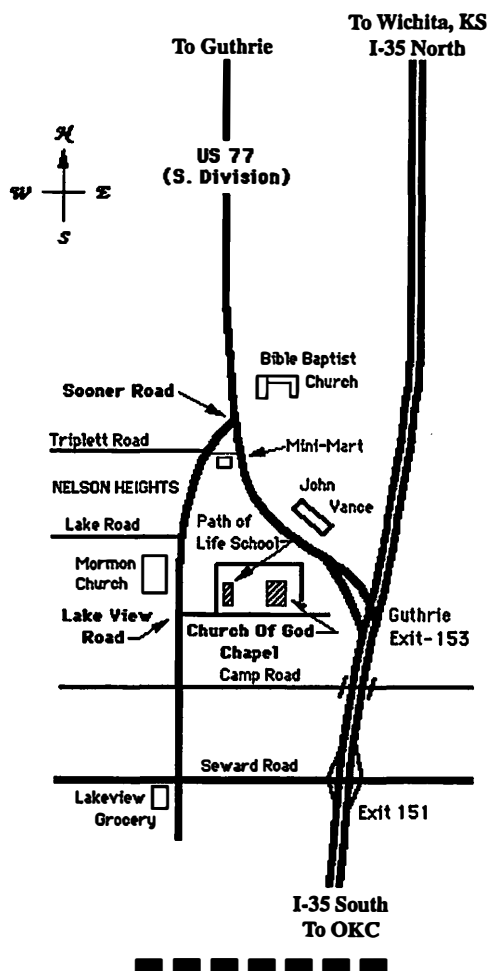 To Wichita, KS
I-35 North
To Guthrie
US 77
(S. Division)
N
W E
S
Bible Baptist
Church
Sooner Road
Triplett Road
Mini-Mart
John
Vance
NELSON HEIGHTS
Path of
Life School
Lake Road
Mormon
Church
Lake View
Road
Guthrie
Exit-153
Church Of God
Chapel
Camp Road
Seward Road
Lakeview
Grocery
Exit 151
I-35 South
To OKC